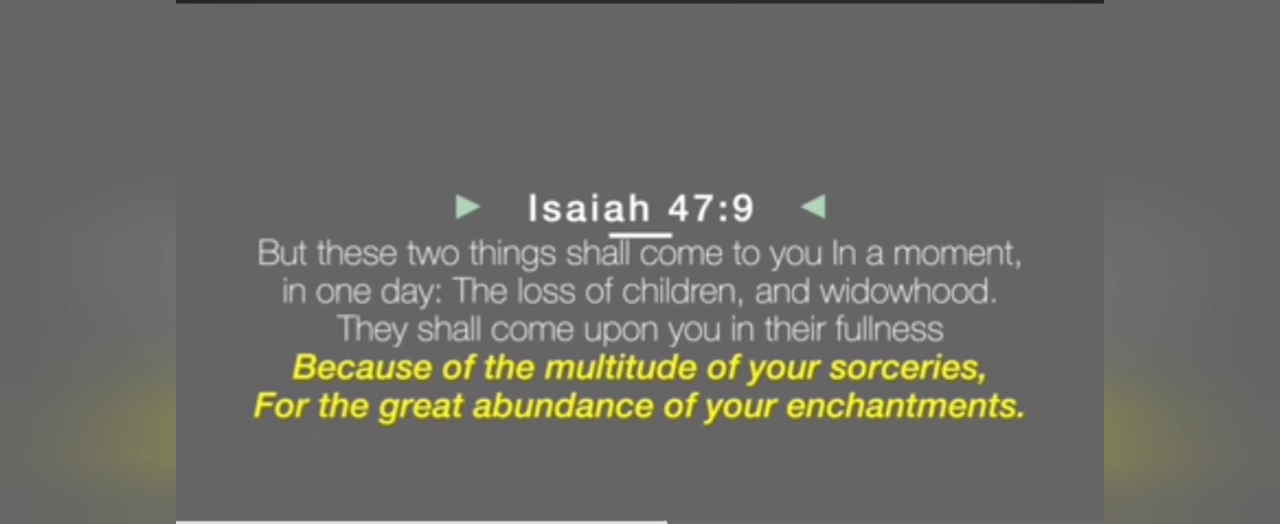 Isaiah 47:9
But these two things shall come to you In a moment,
in one day: The loss of children, and widowhood.
They shall come upon you in their fullness
Because of the multitude of your sorceries,
For the great abundance of your enchantments.